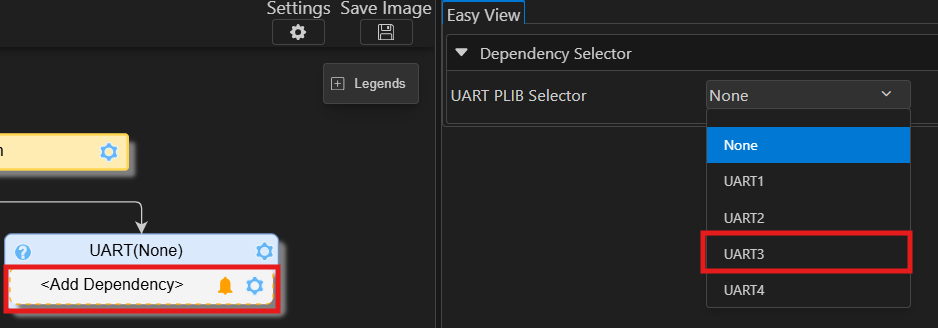 Settings
Save Image
Legends
UART(None)
<Add Dependency>
Easy View
Dependency Selector
UART PLIB Selector
None
None
UART1
UART2
UART3
UART4